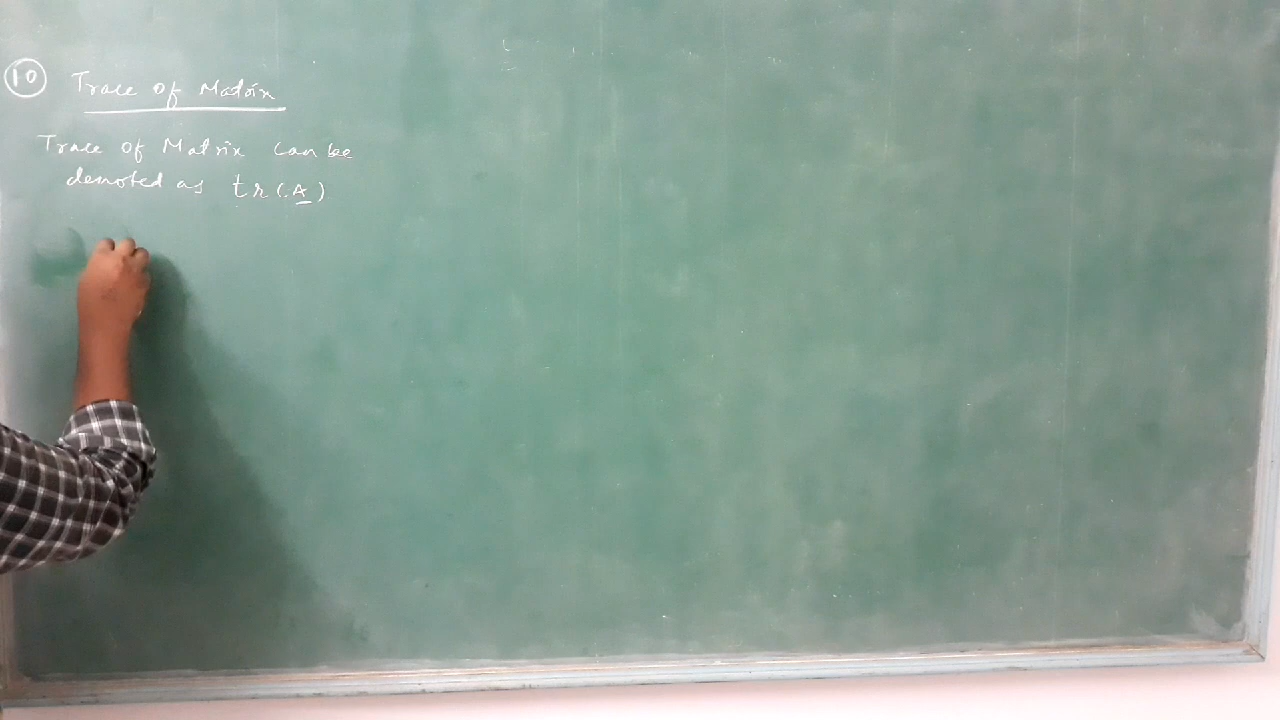 10 Trace of Matrix
Trace of Matrix can be
denoted as tr(A)